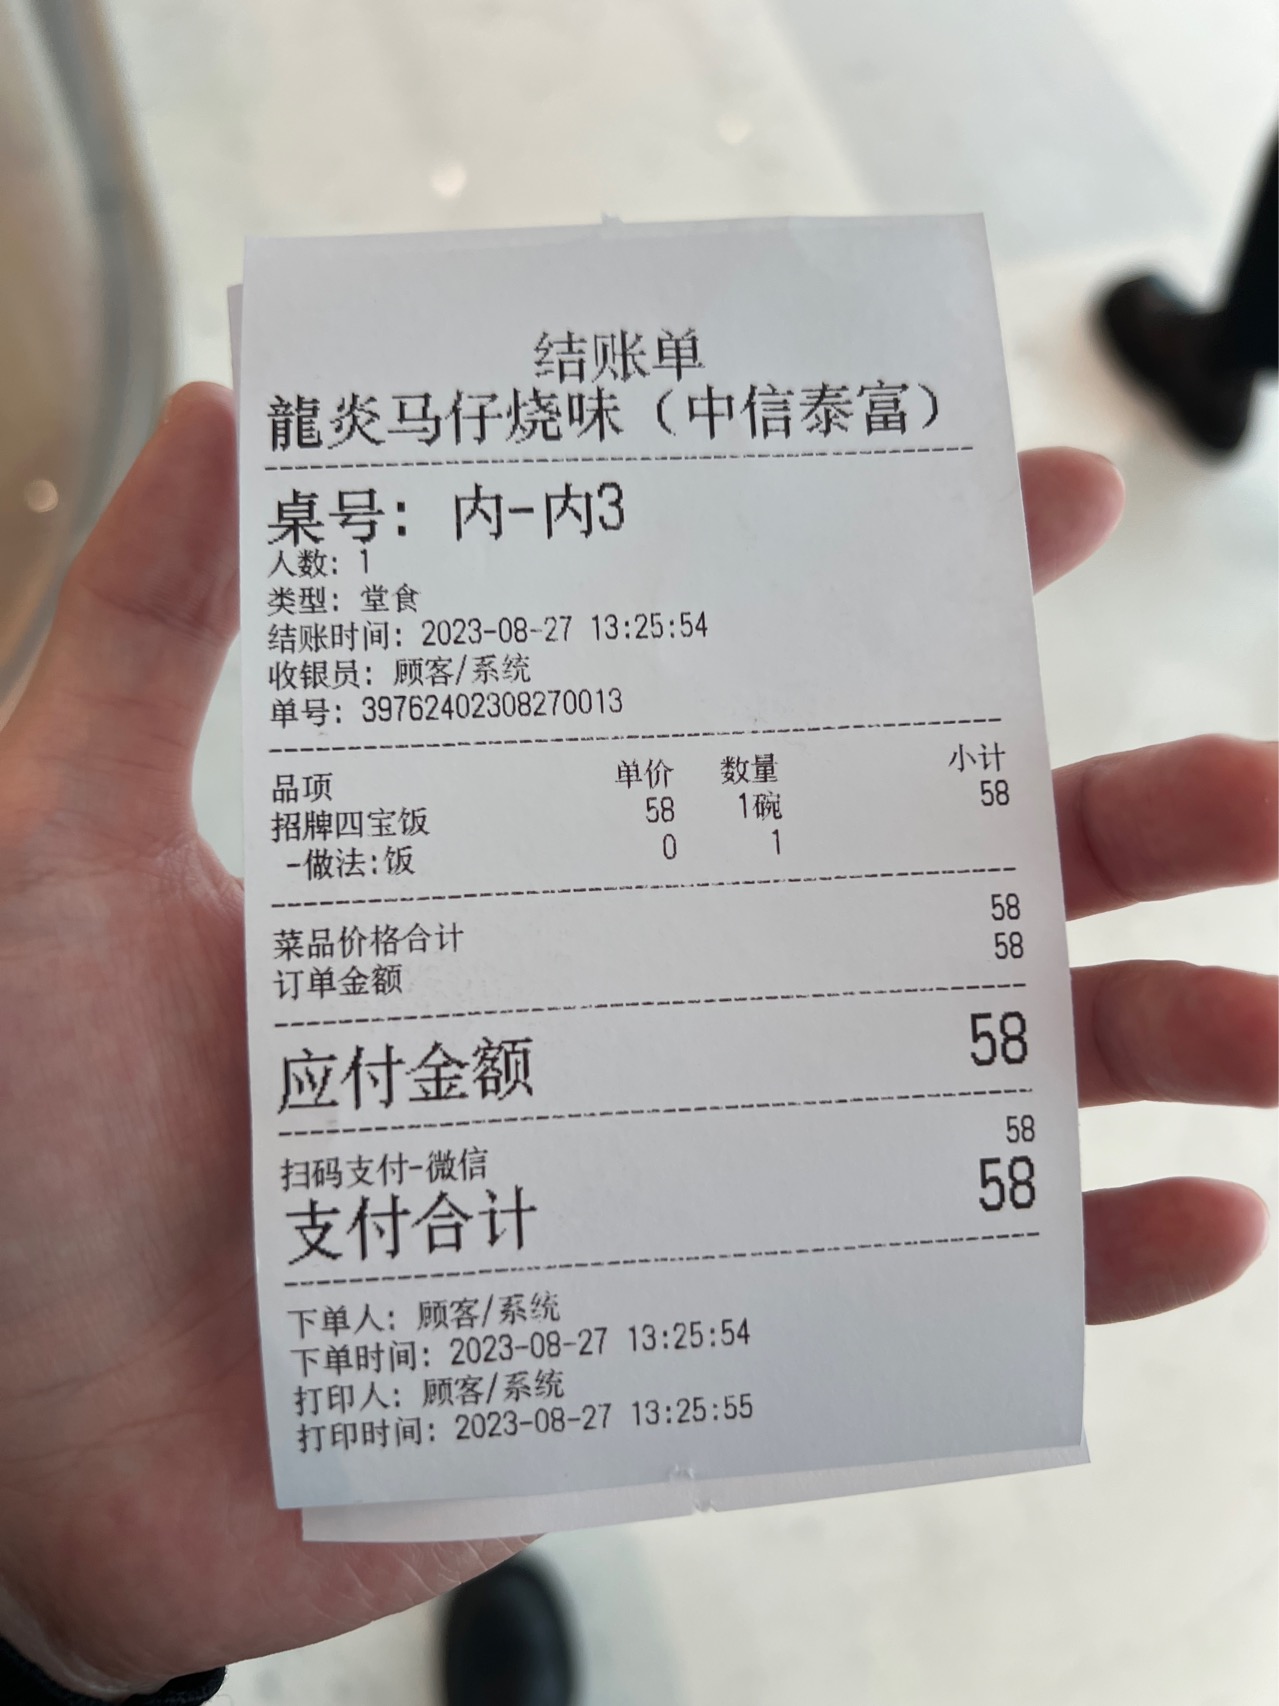 结账单
龍炎马仔烧味（中信泰富）
桌号： 内-内3
人数：1
类型：堂食
结账时间：2023-08-27 13:25:54
收银员：顾客/系统
单号：39762402308270013
品项 单价 数量 小计
招牌四宝饭 58 1碗 58
-做法:饭 0 1
菜品价格合计 58
订单金额 58
应付金额 58
扫码支付-微信 58
支付合计 58
下单人：顾客/系统
下单时间：2023-08-27 13:25:54
打印人：顾客/系统
打印时间：2023-08-27 13:25:55